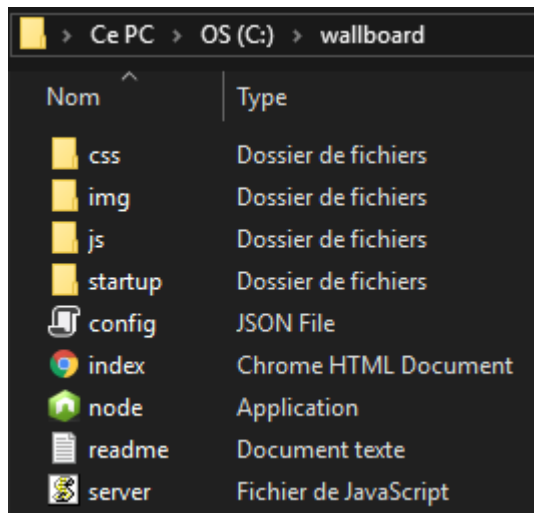 Ce PC > OS (C:) > wallboard
Nom Type
css Dossier de fichiers
img Dossier de fichiers
js Dossier de fichiers
startup Dossier de fichiers
config JSON File
index Chrome HTML Document
node Application
readme Document texte
server Fichier de JavaScript